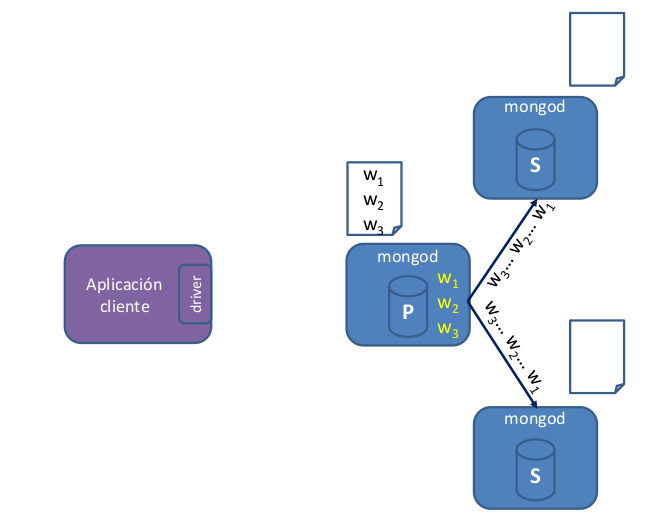 mongod
S
w1
w2
w3
mongod
P
w1
w2
w3
w3... w2... w1
w3... w2... w1
Aplicación
cliente
driver
mongod
S